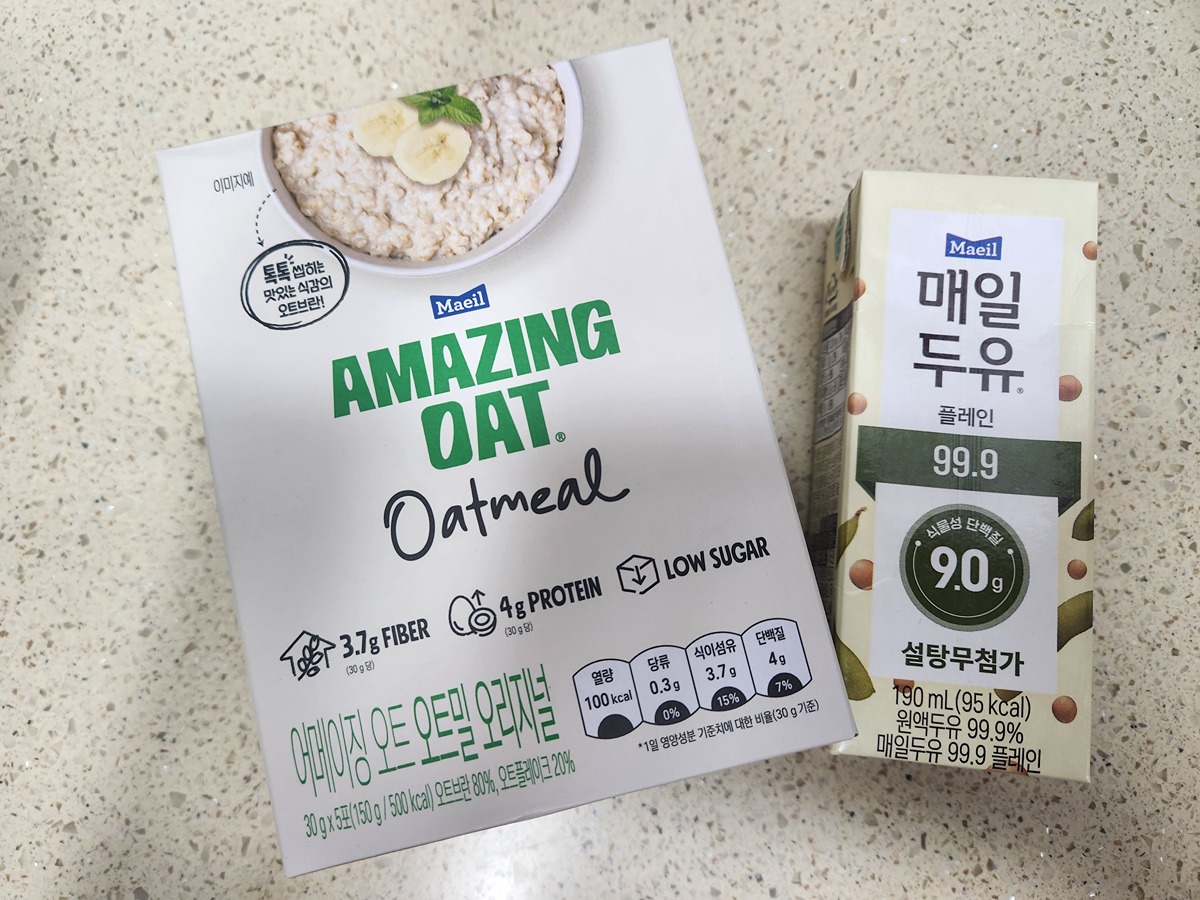 이미지예
톡톡 씹히는
맛있는 식감의
오트브란!
Maeil
AMAZING
OAT®
Oatmeal
3.7g FIBER
(30 g 당)
4g PROTEIN
(30 g 당)
LOW SUGAR
열량
100 kcal
당류
0.3 g
0%
식이섬유
3.7 g
15%
단백질
4 g
7%
*1일 영양성분 기준치에 대한 비율(30 g 기준)
어메이징 오트 오트밀 오리지널
30 g x 5포(150 g / 500 kcal) 오트브란 80%, 오트플레이크 20%
Maeil
매일
두유®
플레인
99.9
식물성 단백질
9.0 g
설탕무첨가
190 mL(95 kcal)
원액두유 99.9%
매일두유 99.9 플레인